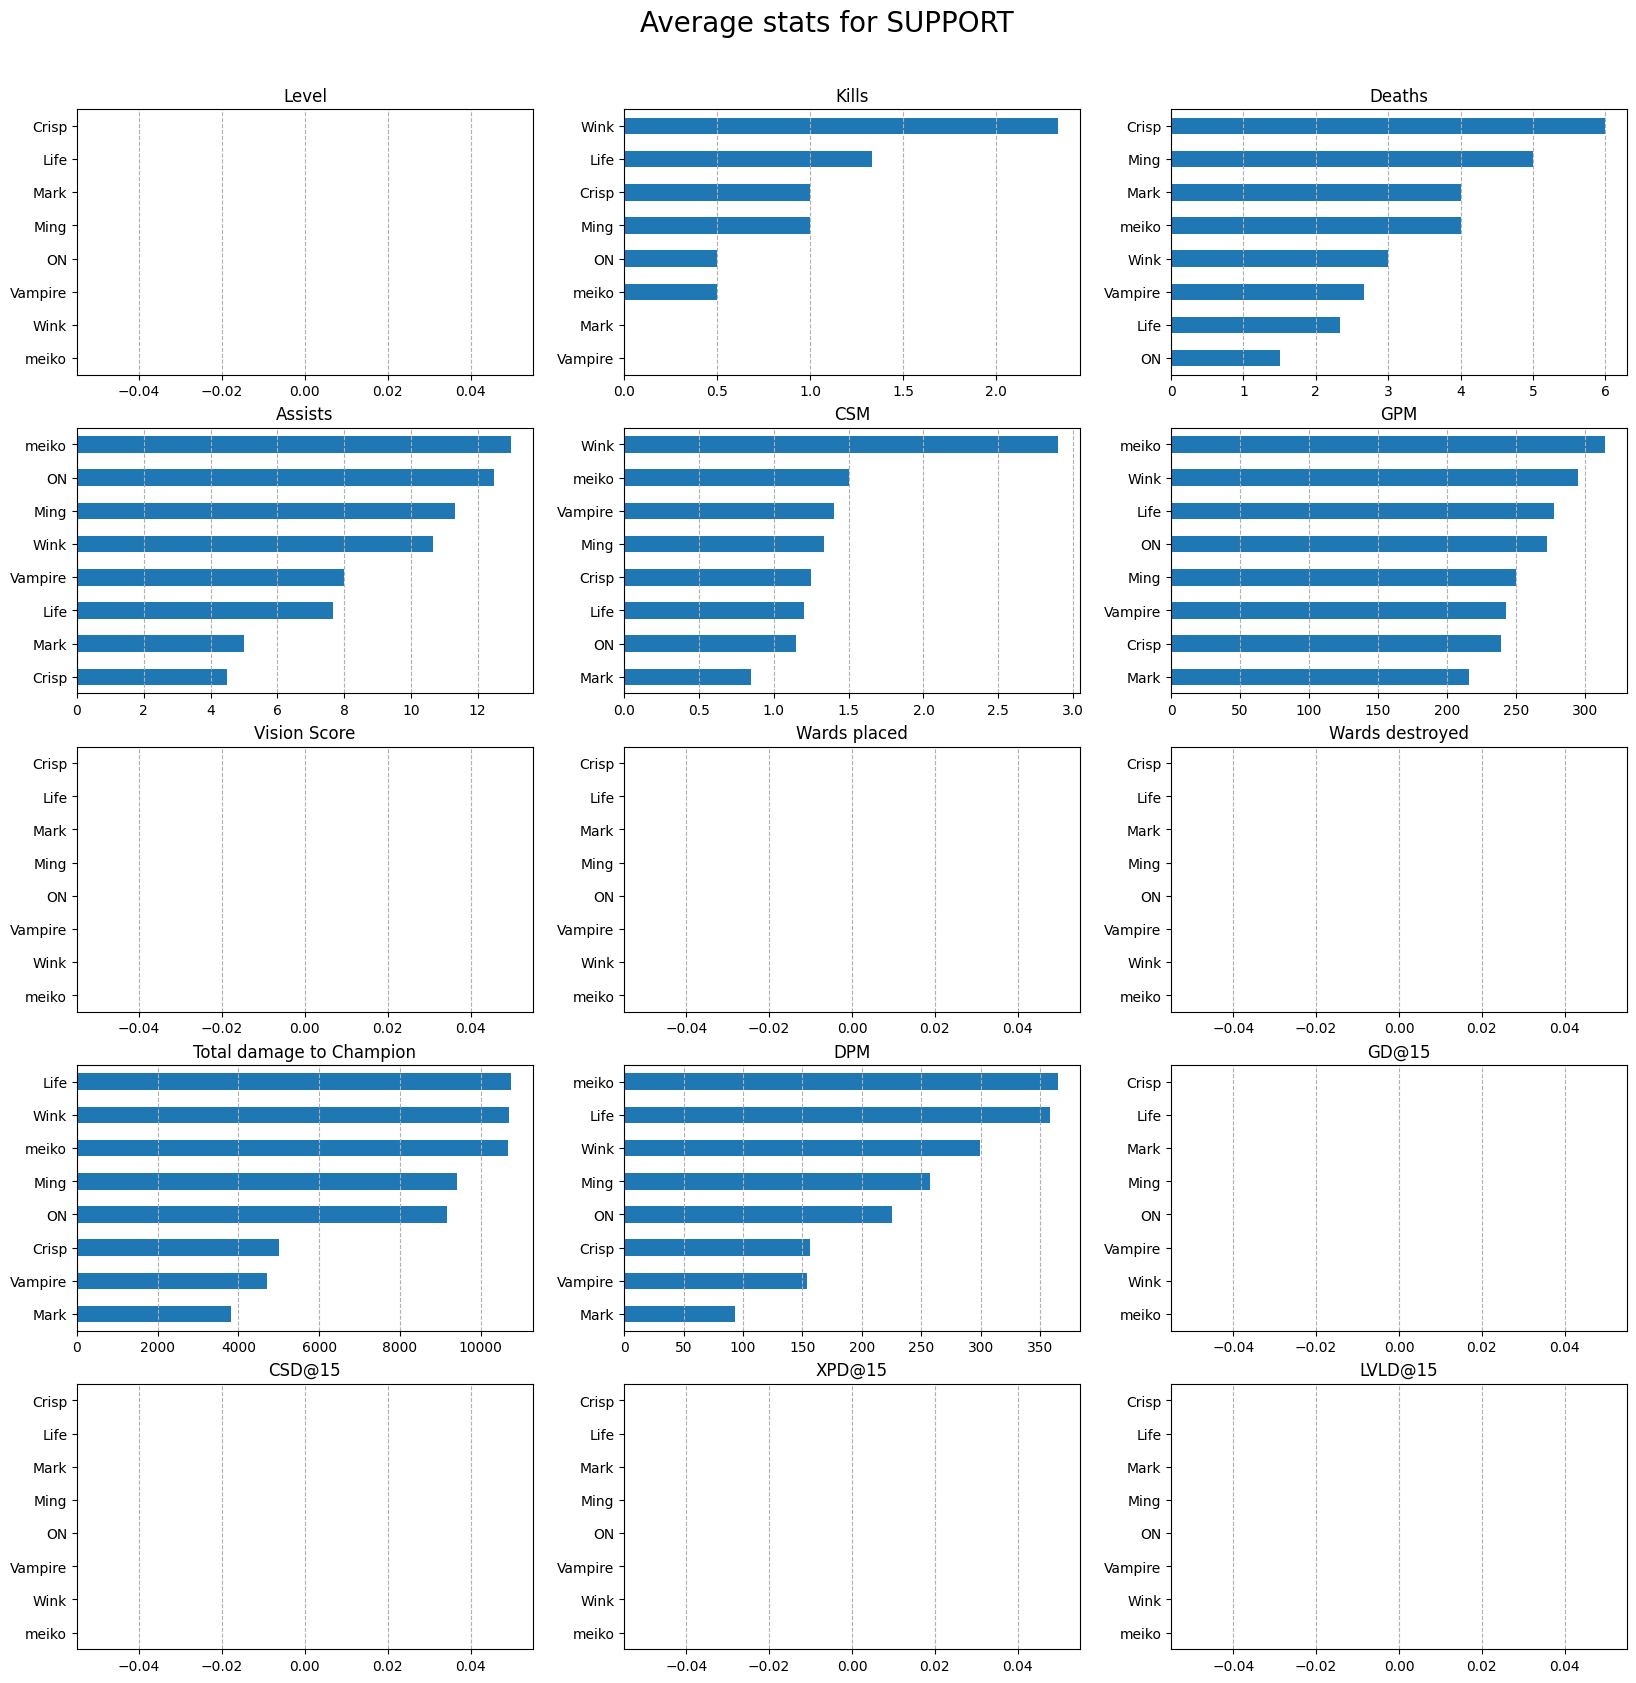 Average stats for SUPPORT
Level
Crisp
Life
Mark
Ming
ON
Vampire
Wink
meiko
−0.04 −0.02 0.00 0.02 0.04
Kills
Wink
Life
Crisp
Ming
ON
meiko
Mark
Vampire
0.0 0.5 1.0 1.5 2.0
Deaths
Crisp
Ming
Mark
meiko
Wink
Vampire
Life
ON
0 1 2 3 4 5 6
Assists
meiko
ON
Ming
Wink
Vampire
Life
Mark
Crisp
0 2 4 6 8 10 12
CSM
Wink
meiko
Vampire
Ming
Crisp
Life
ON
Mark
0.0 0.5 1.0 1.5 2.0 2.5 3.0
GPM
meiko
Wink
Life
ON
Ming
Vampire
Crisp
Mark
0 50 100 150 200 250 300
Vision Score
Crisp
Life
Mark
Ming
ON
Vampire
Wink
meiko
−0.04 −0.02 0.00 0.02 0.04
Wards placed
Crisp
Life
Mark
Ming
ON
Vampire
Wink
meiko
−0.04 −0.02 0.00 0.02 0.04
Wards destroyed
Crisp
Life
Mark
Ming
ON
Vampire
Wink
meiko
−0.04 −0.02 0.00 0.02 0.04
Total damage to Champion
Life
Wink
meiko
Ming
ON
Crisp
Vampire
Mark
0 2000 4000 6000 8000 10000
DPM
meiko
Life
Wink
Ming
ON
Crisp
Vampire
Mark
0 50 100 150 200 250 300 350
GD@15
Crisp
Life
Mark
Ming
ON
Vampire
Wink
meiko
−0.04 −0.02 0.00 0.02 0.04
CSD@15
Crisp
Life
Mark
Ming
ON
Vampire
Wink
meiko
−0.04 −0.02 0.00 0.02 0.04
XPD@15
Crisp
Life
Mark
Ming
ON
Vampire
Wink
meiko
−0.04 −0.02 0.00 0.02 0.04
LVLD@15
Crisp
Life
Mark
Ming
ON
Vampire
Wink
meiko
−0.04 −0.02 0.00 0.02 0.04